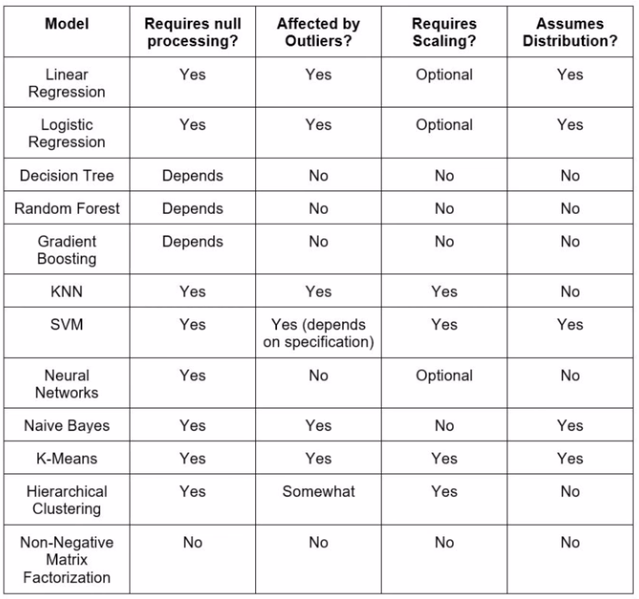 Model Requires null processing? Affected by Outliers? Requires Scaling? Assumes Distribution?
Linear Regression Yes Yes Optional Yes
Logistic Regression Yes Yes Optional Yes
Decision Tree Depends No No No
Random Forest Depends No No No
Gradient Boosting Depends No No No
KNN Yes Yes Yes No
SVM Yes Yes (depends on specification) Yes Yes
Neural Networks Yes No Optional No
Naive Bayes Yes Yes No Yes
K-Means Yes Yes Yes Yes
Hierarchical Clustering Yes Somewhat Yes No
Non-Negative Matrix Factorization No No No No